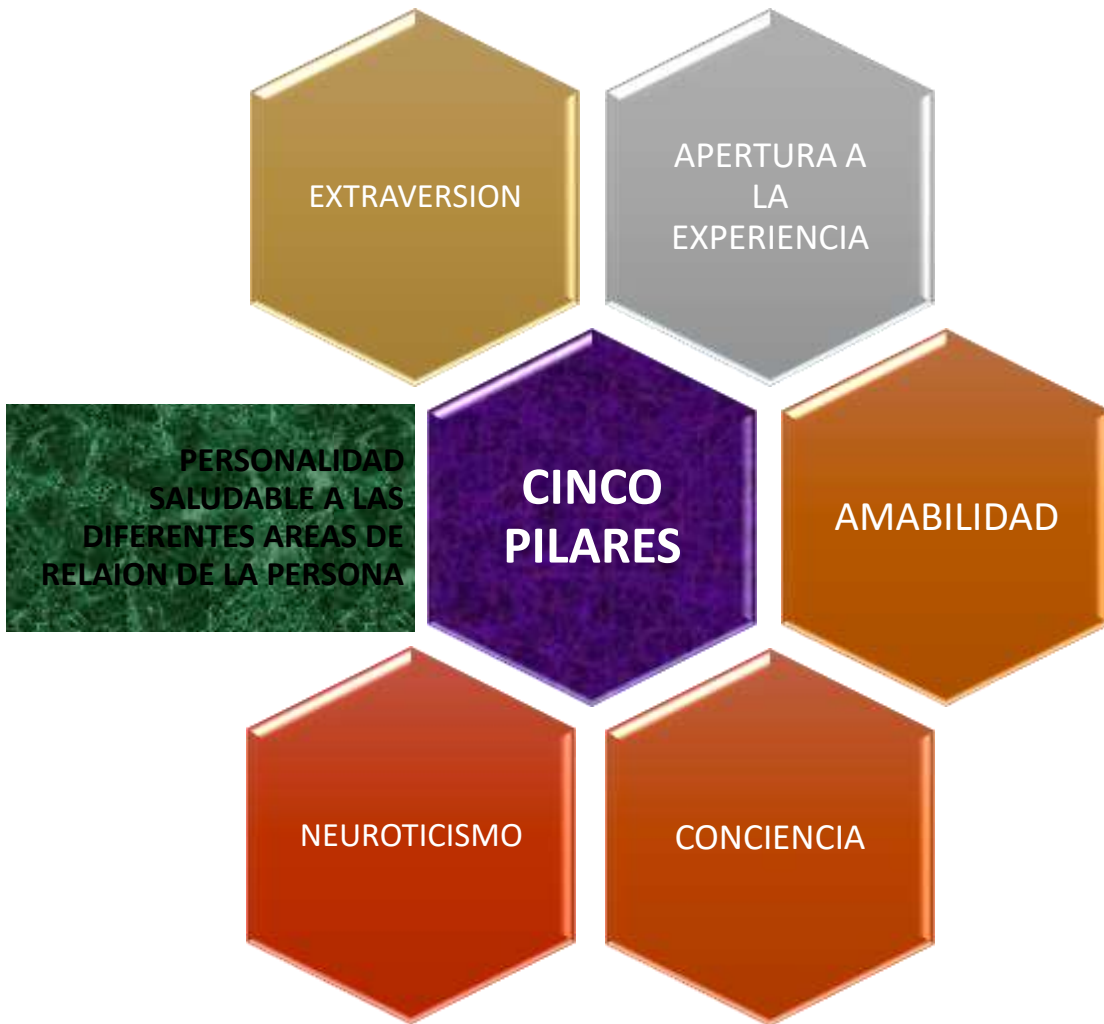 EXTRAVERSION
APERTURA A
LA
EXPERIENCIA
PERSONALIDAD
SALUDABLE A LAS
DIFERENTES AREAS DE
RELAION DE LA PERSONA
CINCO
PILARES
AMABILIDAD
NEUROTICISMO
CONCIENCIA